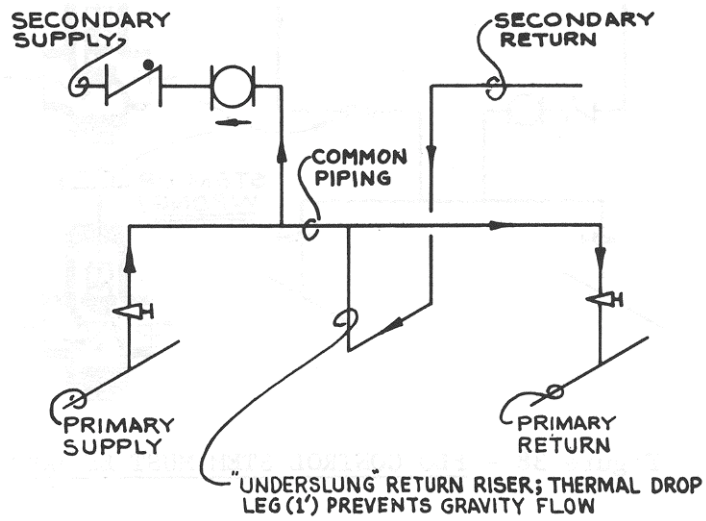 SECONDARY
SUPPLY
SECONDARY
RETURN
COMMON
PIPING
PRIMARY
SUPPLY
PRIMARY
RETURN
"UNDERSLUNG" RETURN RISER; THERMAL DROP
LEG (1') PREVENTS GRAVITY FLOW